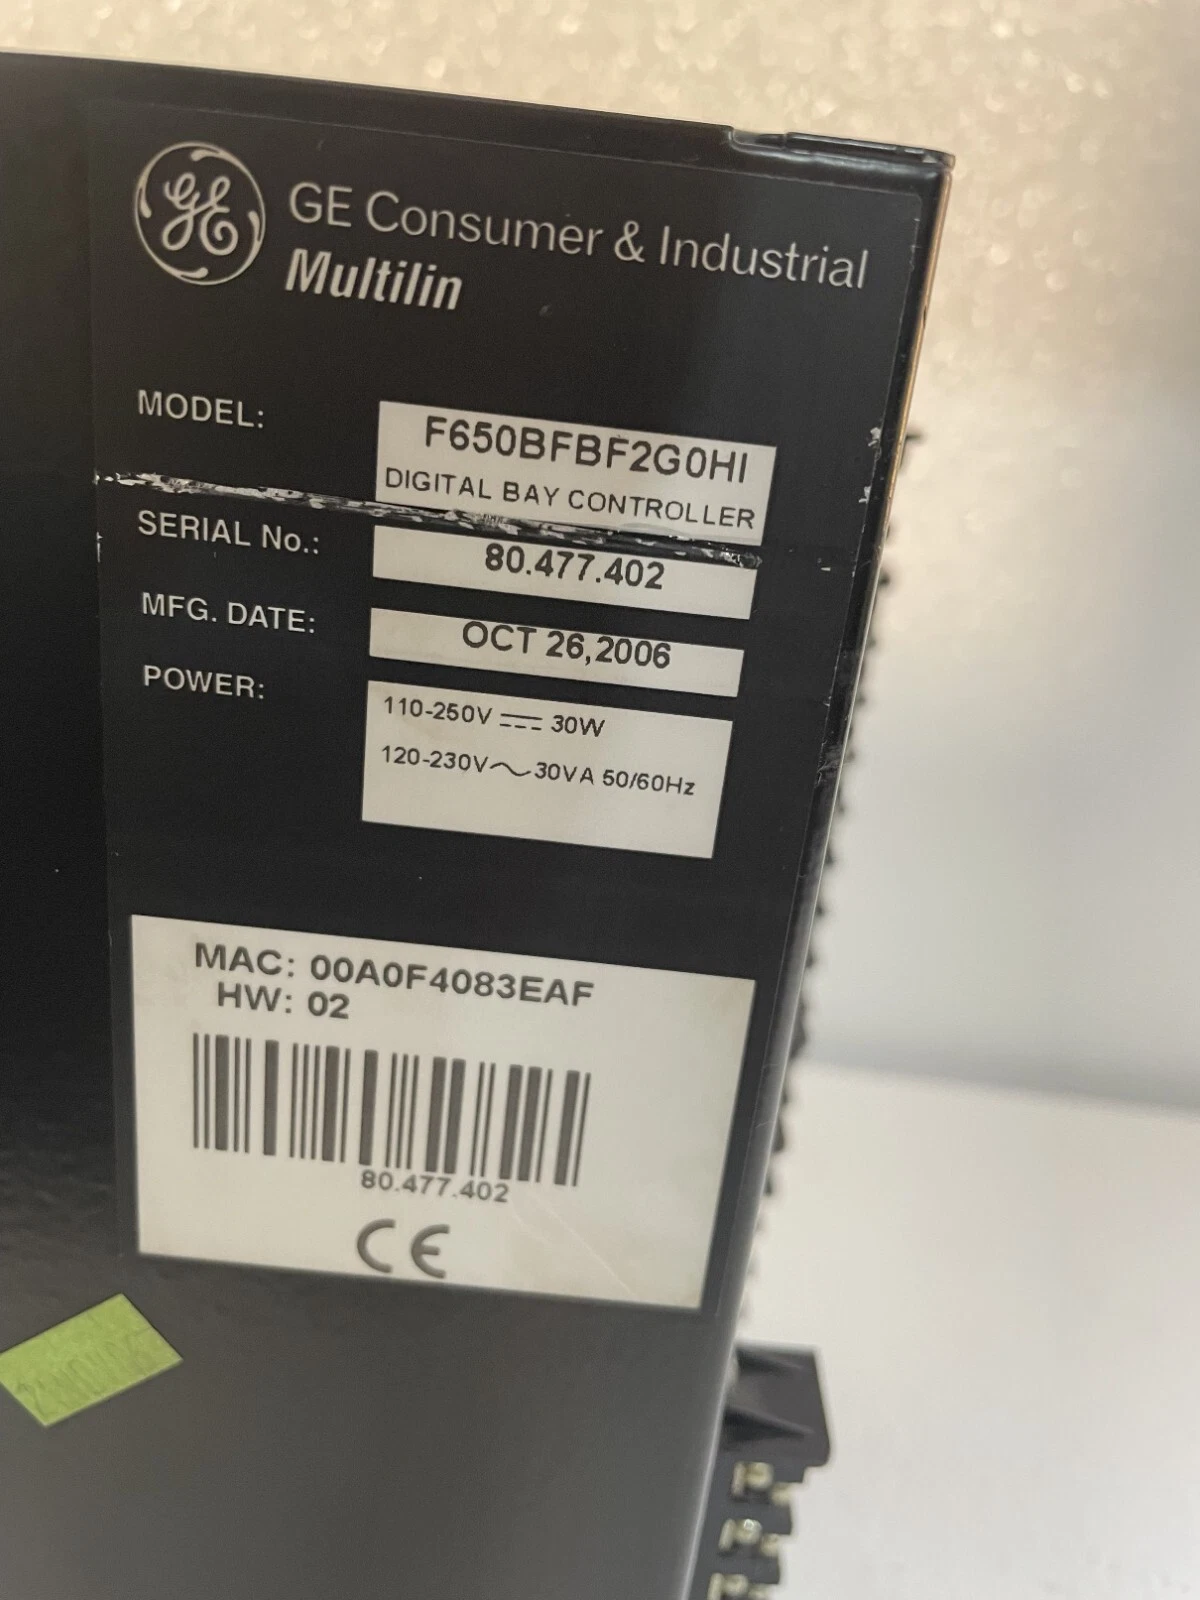 GE GE Consumer & Industrial
Multilin
MODEL: F650BFBF2G0HI
DIGITAL BAY CONTROLLER
SERIAL No.: 80.477.402
MFG. DATE: OCT 26,2006
POWER: 110-250V ⎓ 30W
120-230V ~ 30VA 50/60Hz
MAC: 00A0F4083EAF
HW: 02
80.477.402
CE